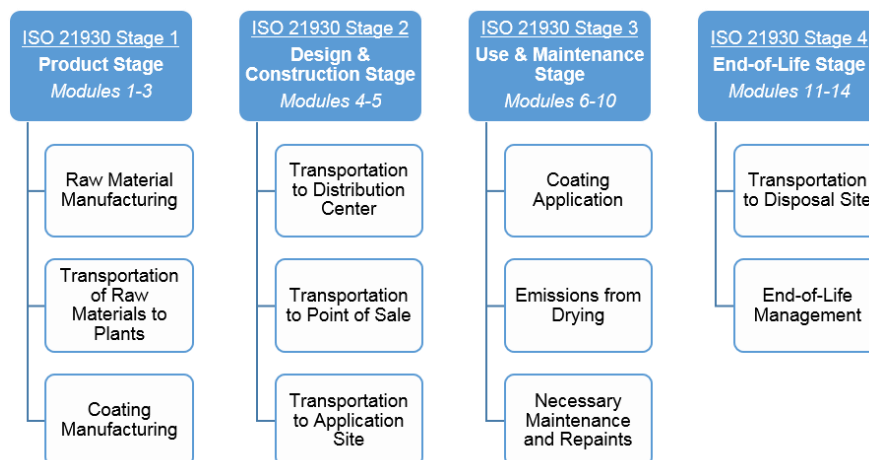 ISO 21930 Stage 1
Product Stage
Modules 1-3
Raw Material
Manufacturing
Transportation
of Raw
Materials to
Plants
Coating
Manufacturing
ISO 21930 Stage 2
Design &
Construction Stage
Modules 4-5
Transportation
to Distribution
Center
Transportation
to Point of Sale
Transportation
to Application
Site
ISO 21930 Stage 3
Use & Maintenance
Stage
Modules 6-10
Coating
Application
Emissions from
Drying
Necessary
Maintenance
and Repaints
ISO 21930 Stage 4
End-of-Life Stage
Modules 11-14
Transportation
to Disposal Site
End-of-Life
Management